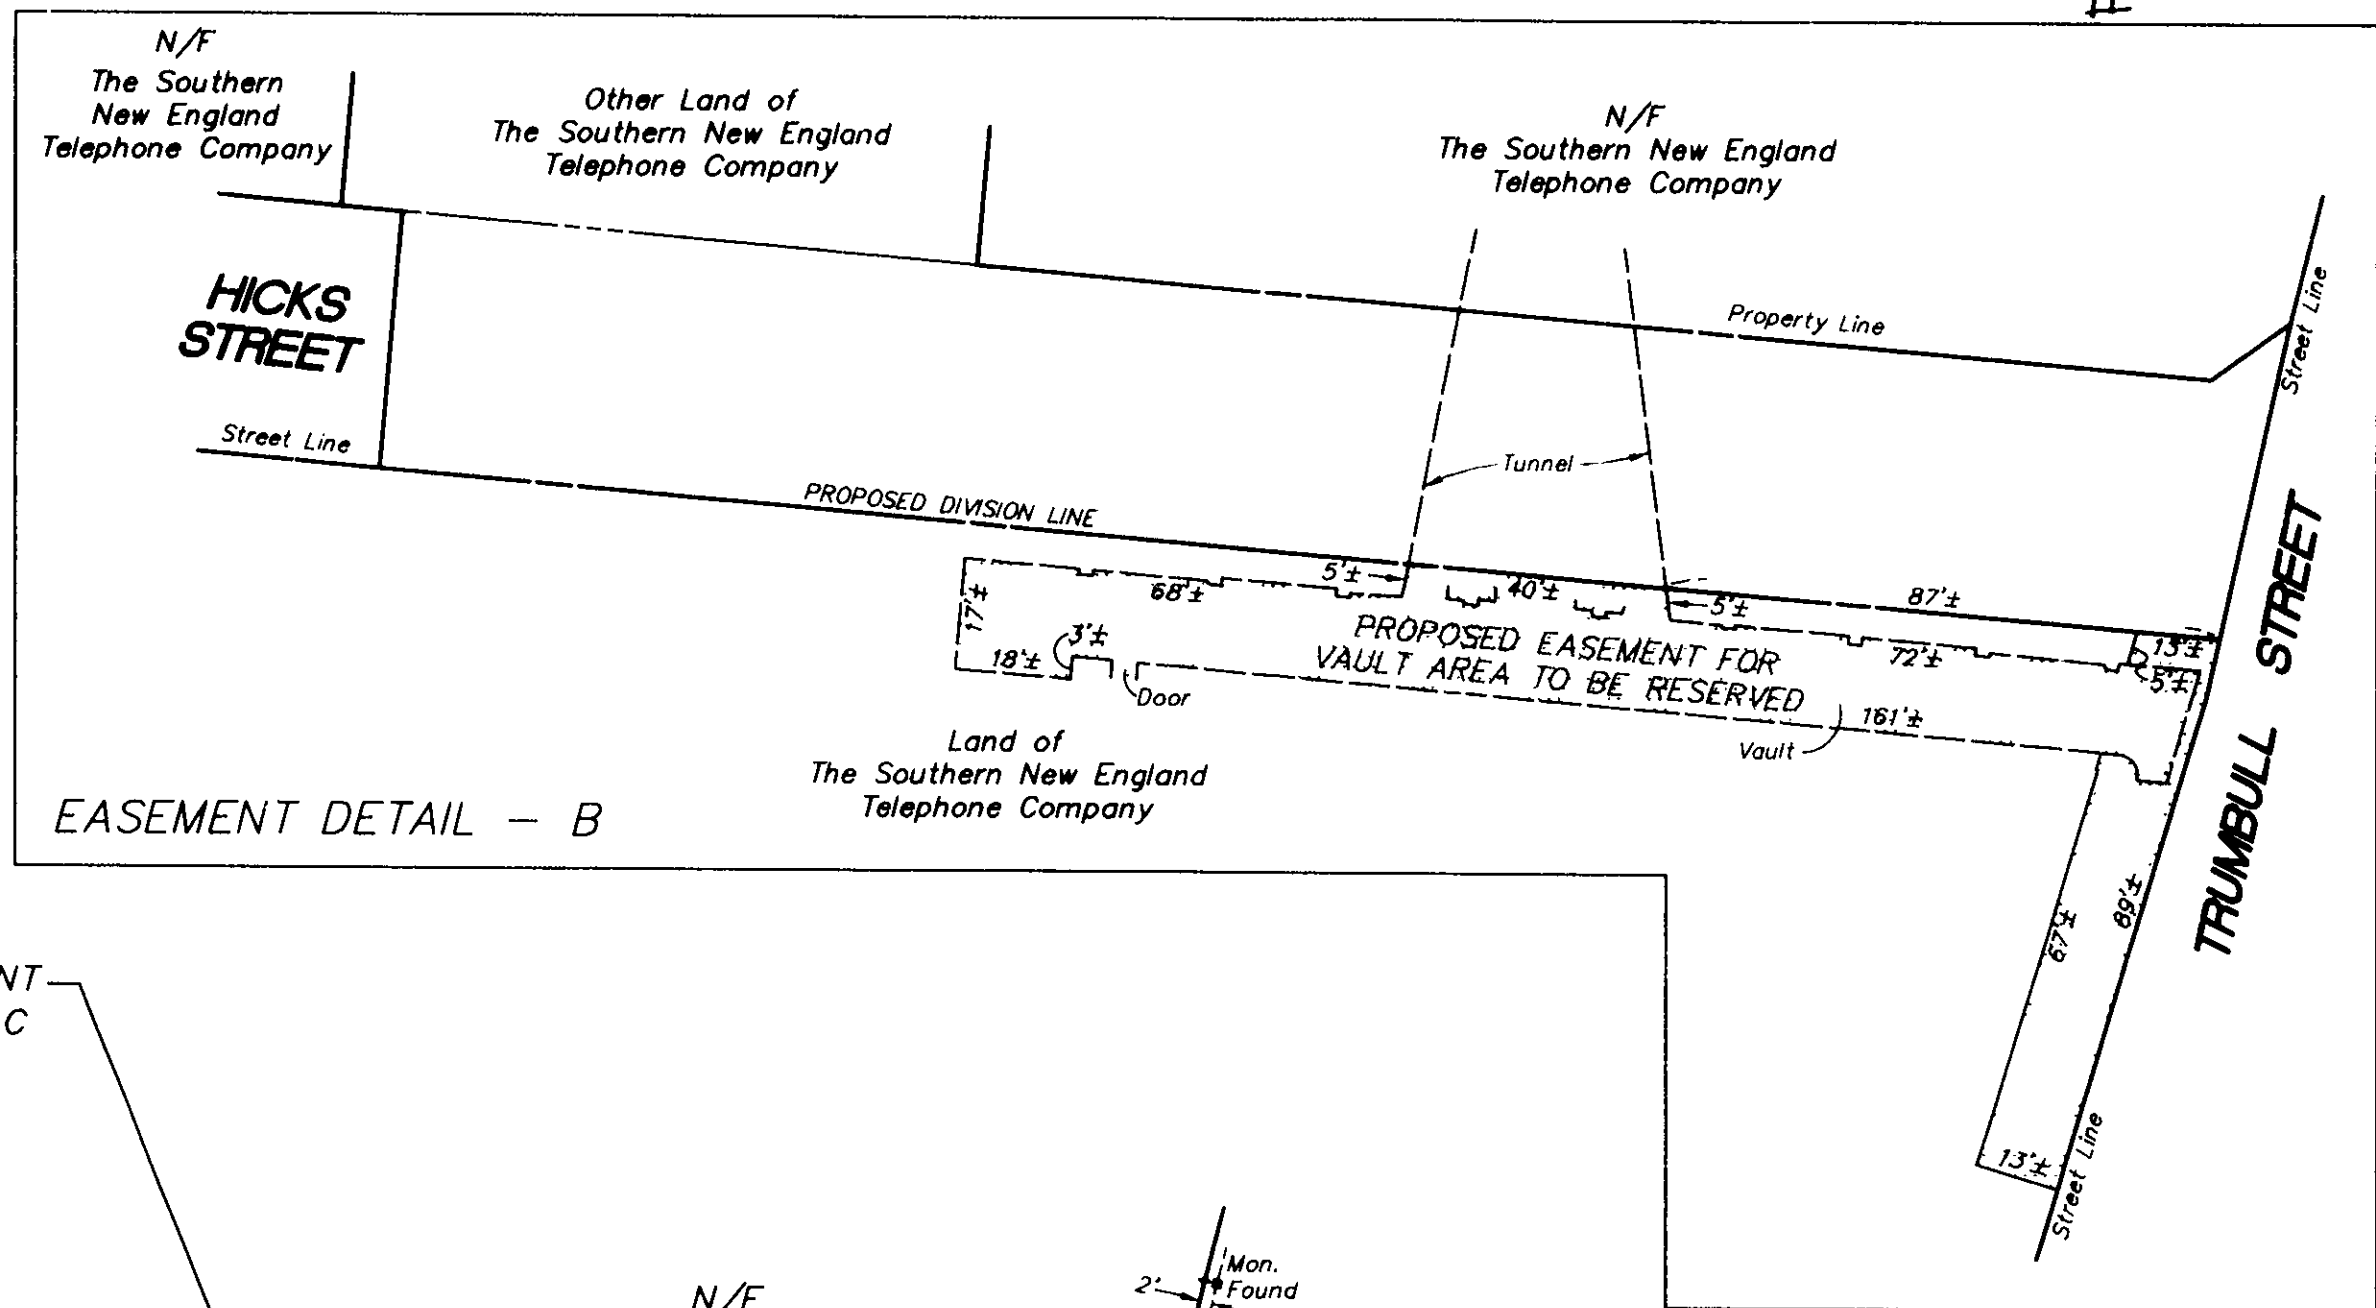 N/F
The Southern
New England
Telephone Company
Other Land of
The Southern New England
Telephone Company
N/F
The Southern New England
Telephone Company
HICKS
STREET
Street Line
Property Line
Street Line
Tunnel
PROPOSED DIVISION LINE
5'±
68'±
40'±
5'±
87'±
17'±
3'±
18'±
Door
PROPOSED EASEMENT FOR
VAULT AREA TO BE RESERVED
72'±
13'±
5'±
161'±
Vault
Land of
The Southern New England
Telephone Company
EASEMENT DETAIL - B
TRUMBULL STREET
67'±
89'±
13'±
Street Line
NT
C
N/F
2'
Mon.
Found